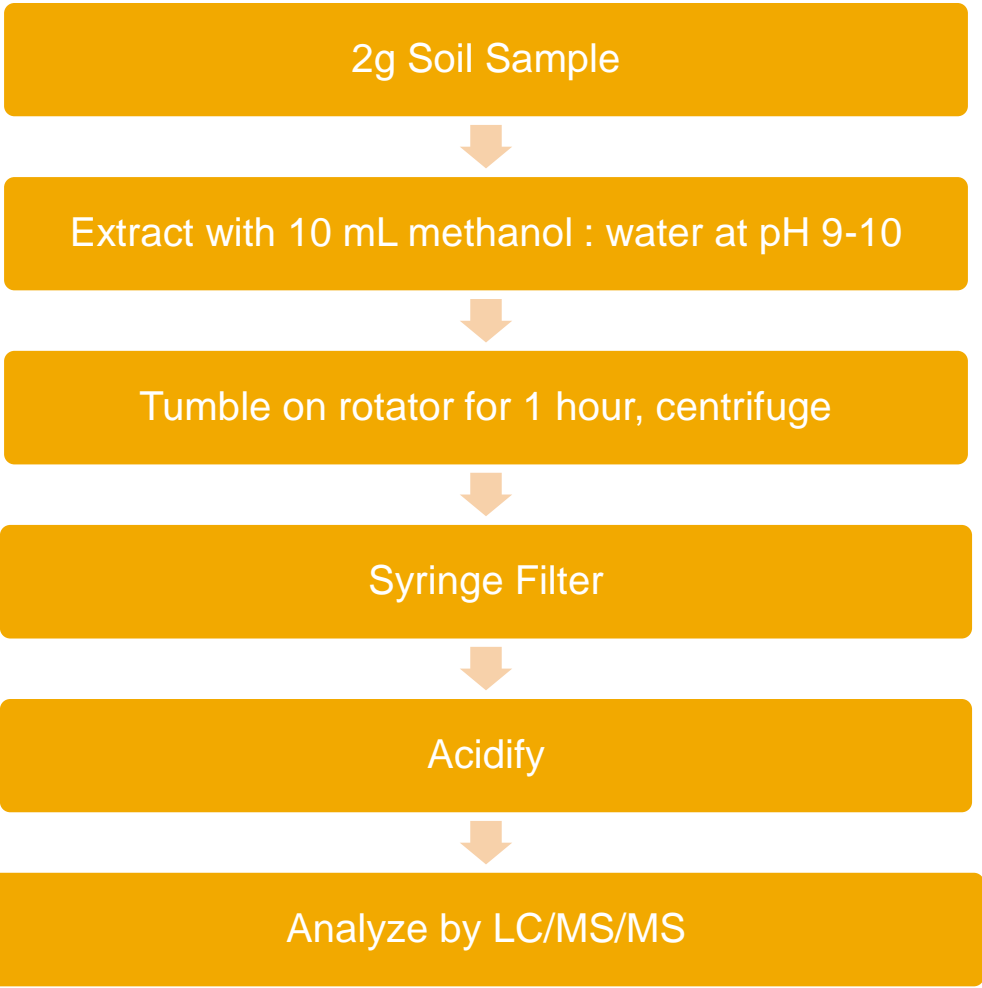 2g Soil Sample
Extract with 10 mL methanol : water at pH 9-10
Tumble on rotator for 1 hour, centrifuge
Syringe Filter
Acidify
Analyze by LC/MS/MS